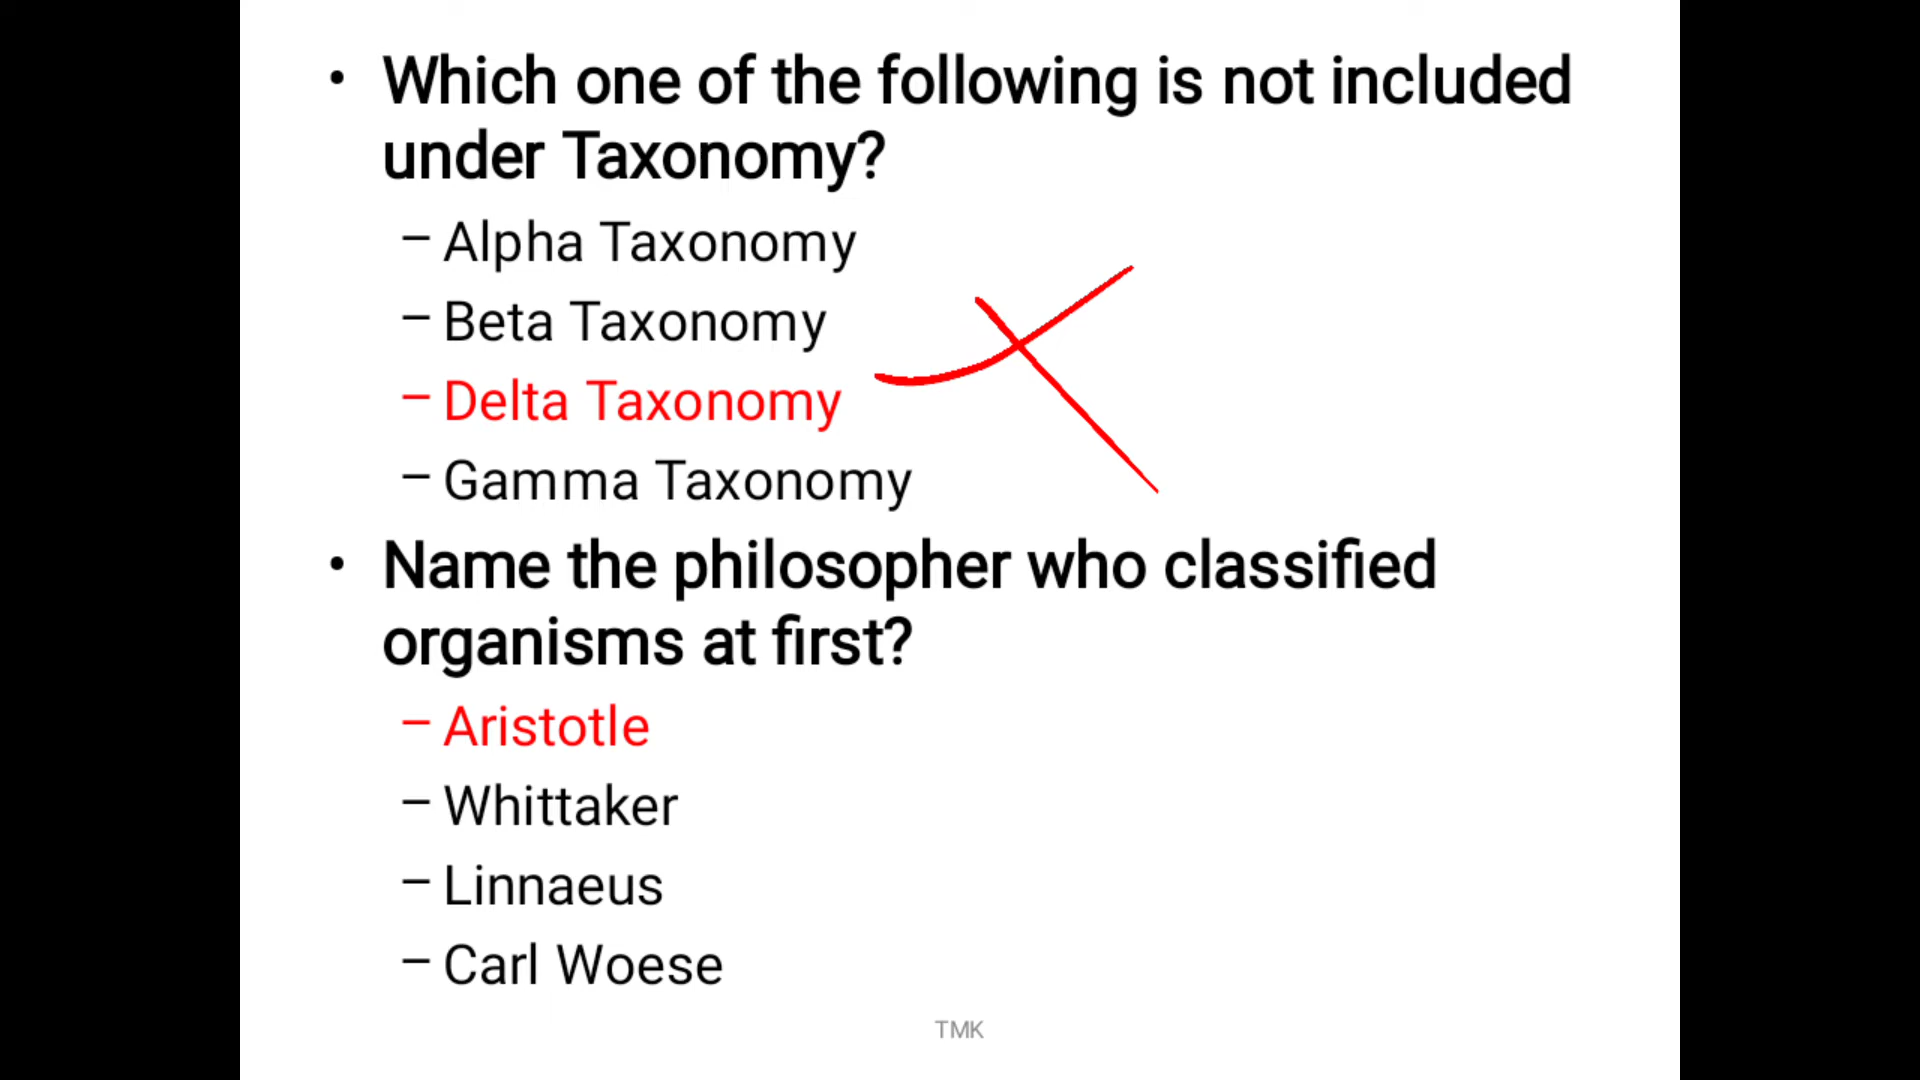 • Which one of the following is not included
under Taxonomy?
– Alpha Taxonomy
– Beta Taxonomy
– Delta Taxonomy
– Gamma Taxonomy
• Name the philosopher who classified
organisms at first?
– Aristotle
– Whittaker
– Linnaeus
– Carl Woese
TMK